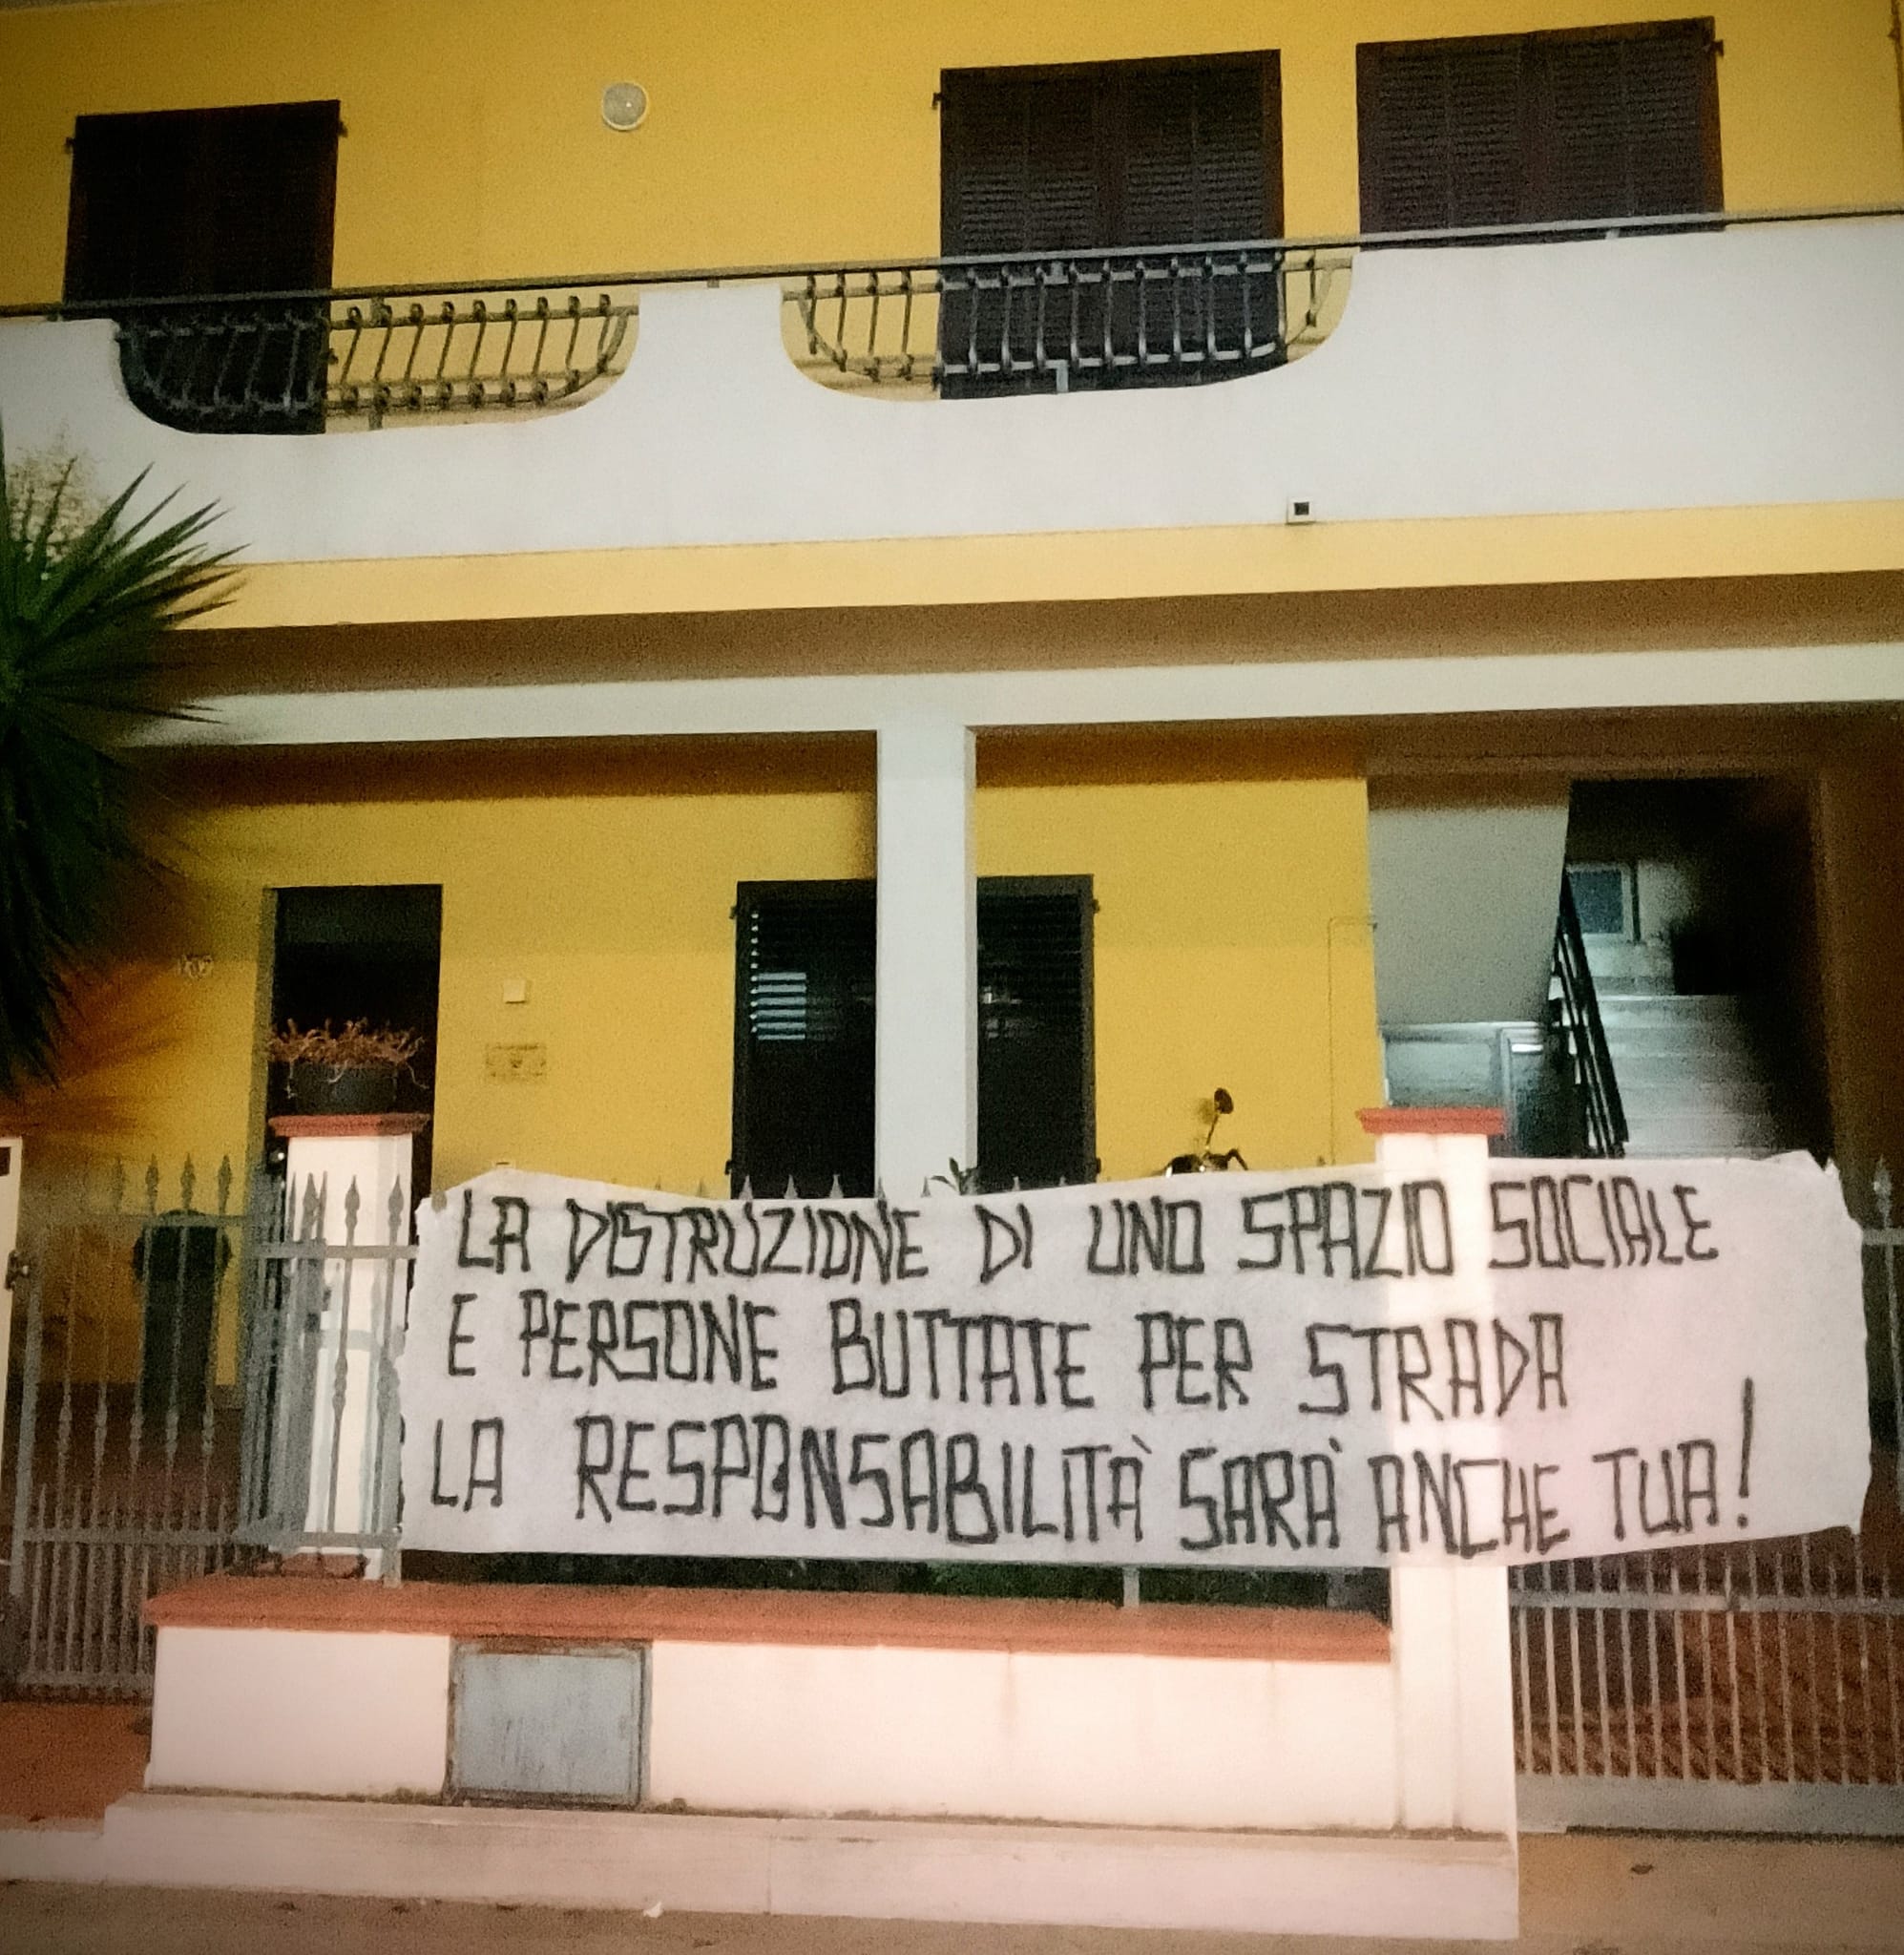 LA DISTRUZIONE DI UNO SPAZIO SOCIALE
E PERSONE BUTTATE PER STRADA
LA RESPONSABILITÀ SARÀ ANCHE TUA!